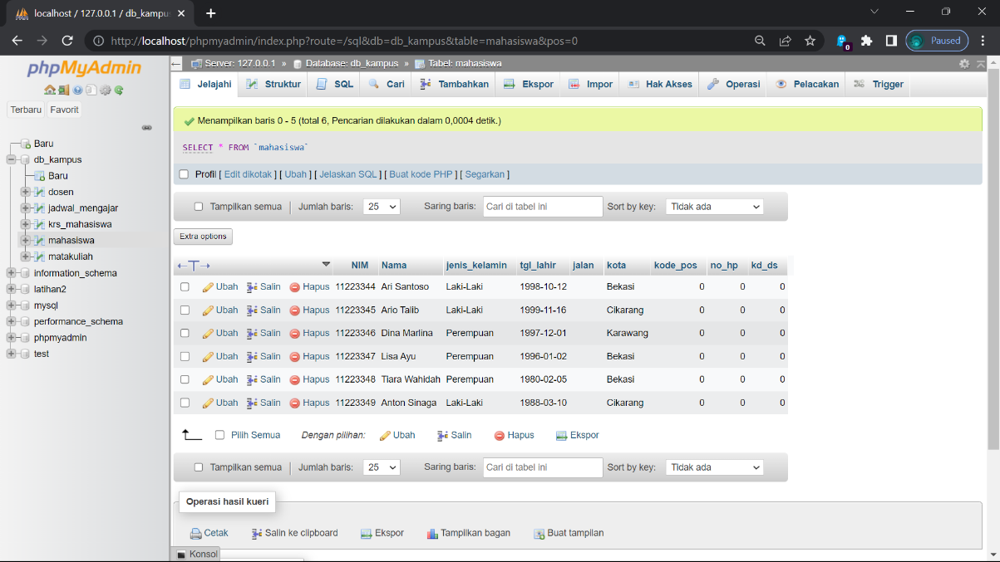 localhost / 127.0.0.1 / db_kampus
http://localhost/phpmyadmin/index.php?route=/sql&db=db_kampus&table=mahasiswa&pos=0
0
Paused
phpMyAdmin
Terbaru Favorit
Baru
db_kampus
Baru
dosen
jadwal_mengajar
krs_mahasiswa
mahasiswa
matakuliah
information_schema
latihan2
mysql
performance_schema
phpmyadmin
test
Server: 127.0.0.1 » Database: db_kampus » Tabel: mahasiswa
Jelajahi Struktur SQL Cari Tambahkan Ekspor Impor Hak Akses Operasi Pelacakan Trigger
Menampilkan baris 0 - 5 (total 6, Pencarian dilakukan dalam 0,0004 detik.)
SELECT * FROM `mahasiswa`
Profil [ Edit dikotak ] [ Ubah ] [ Jelaskan SQL ] [ Buat kode PHP ] [ Segarkan ]
Tampilkan semua | Jumlah baris: 25 Saring baris: Cari di tabel ini Sort by key: Tidak ada
Extra options
←T→ NIM Nama jenis_kelamin tgl_lahir jalan kota kode_pos no_hp kd_ds
Ubah Salin Hapus 11223344 Ari Santoso Laki-Laki 1998-10-12 Bekasi 0 0 0
Ubah Salin Hapus 11223345 Ario Talib Laki-Laki 1999-11-16 Cikarang 0 0 0
Ubah Salin Hapus 11223346 Dina Marlina Perempuan 1997-12-01 Karawang 0 0 0
Ubah Salin Hapus 11223347 Lisa Ayu Perempuan 1996-01-02 Bekasi 0 0 0
Ubah Salin Hapus 11223348 Tiara Wahidah Perempuan 1980-02-05 Bekasi 0 0 0
Ubah Salin Hapus 11223349 Anton Sinaga Laki-Laki 1988-03-10 Cikarang 0 0 0
Pilih Semua Dengan pilihan: Ubah Salin Hapus Ekspor
Tampilkan semua | Jumlah baris: 25 Saring baris: Cari di tabel ini Sort by key: Tidak ada
Operasi hasil kueri
Cetak Salin ke clipboard Ekspor Tampilkan bagan Buat tampilan
Konsol